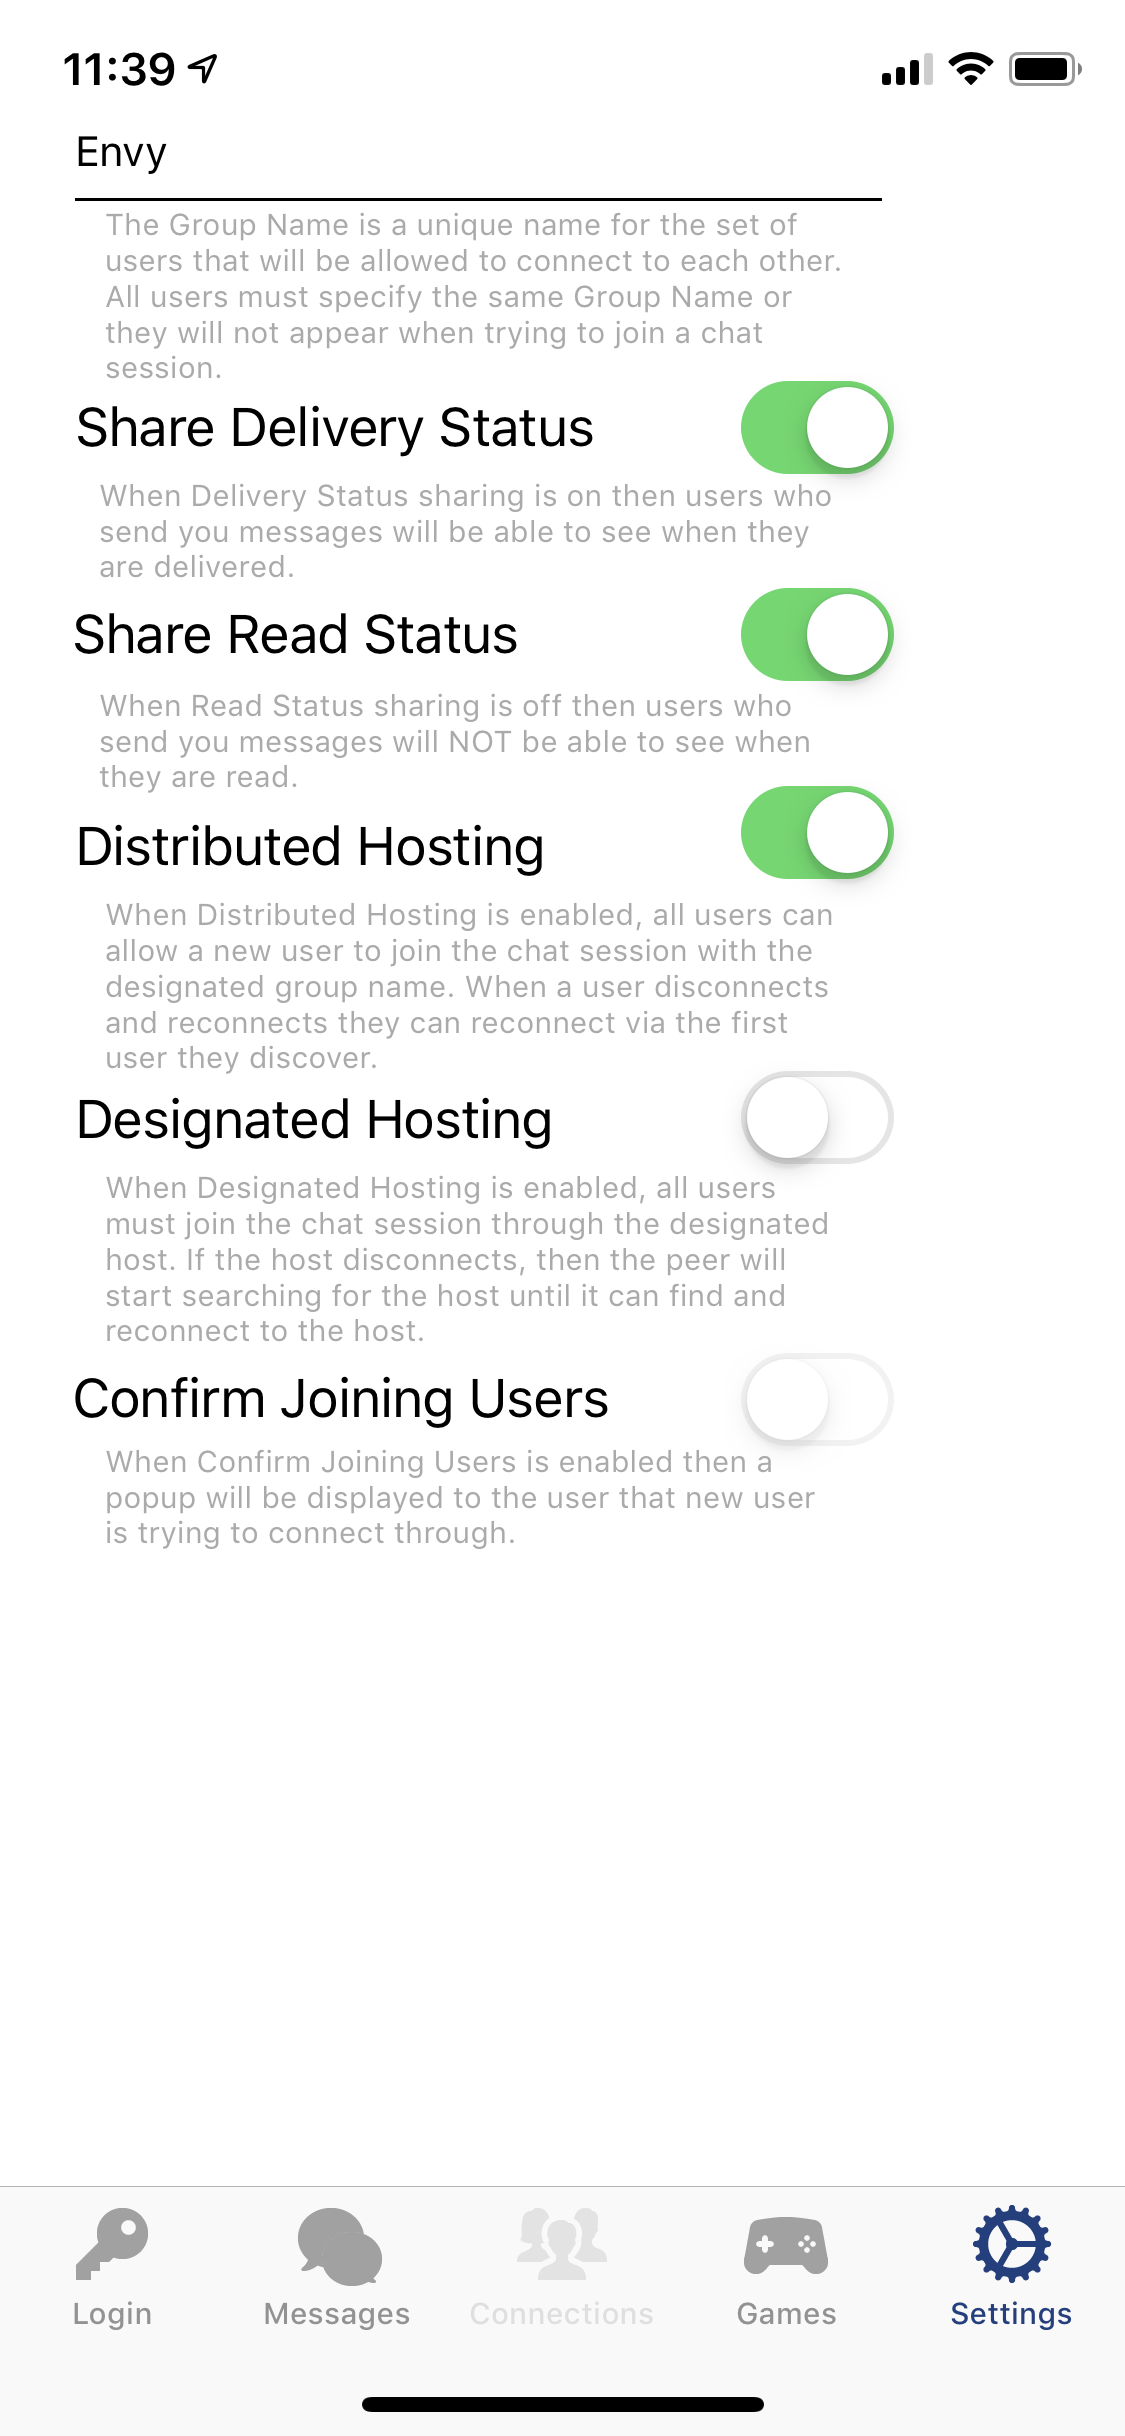 11:39
Envy
The Group Name is a unique name for the set of
users that will be allowed to connect to each other.
All users must specify the same Group Name or
they will not appear when trying to join a chat
session.
Share Delivery Status
When Delivery Status sharing is on then users who
send you messages will be able to see when they
are delivered.
Share Read Status
When Read Status sharing is off then users who
send you messages will NOT be able to see when
they are read.
Distributed Hosting
When Distributed Hosting is enabled, all users can
allow a new user to join the chat session with the
designated group name. When a user disconnects
and reconnects they can reconnect via the first
user they discover.
Designated Hosting
When Designated Hosting is enabled, all users
must join the chat session through the designated
host. If the host disconnects, then the peer will
start searching for the host until it can find and
reconnect to the host.
Confirm Joining Users
When Confirm Joining Users is enabled then a
popup will be displayed to the user that new user
is trying to connect through.
Login Messages Connections Games Settings